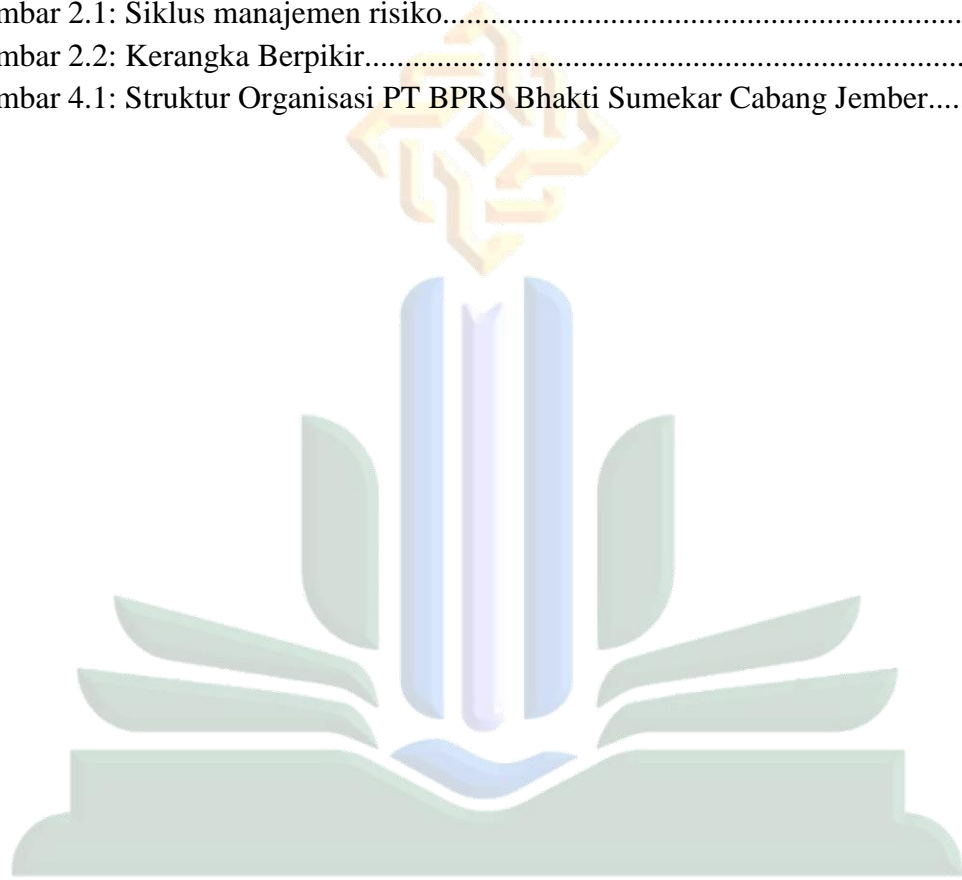 mbar 2.1: Siklus manajemen risiko......................................................................
mbar 2.2: Kerangka Berpikir................................................................................
mbar 4.1: Struktur Organisasi PT BPRS Bhakti Sumekar Cabang Jember....